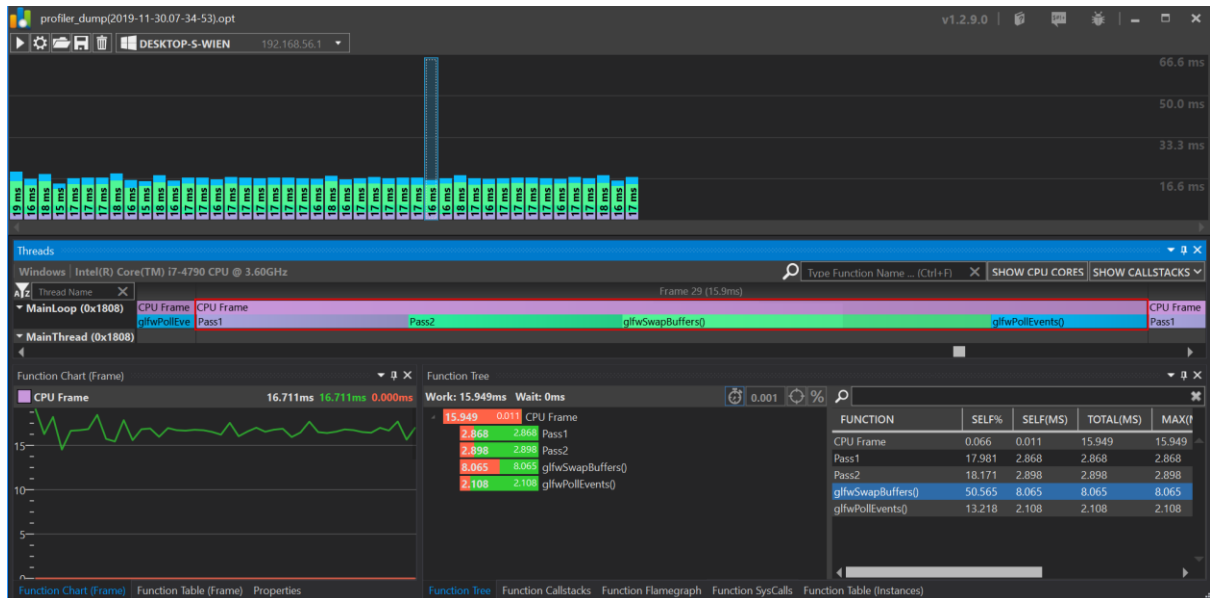 profiler_dump(2019-11-30.07-34-53).opt v1.2.9.0
DESKTOP-S-WIEN 192.168.56.1
66.6 ms
50.0 ms
33.3 ms
16.6 ms
Threads
Windows Intel(R) Core(TM) i7-4790 CPU @ 3.60GHz Type Function Name ... (Ctrl+F) SHOW CPU CORES SHOW CALLSTACKS
AZ Thread Name Frame 29 (15.9ms)
MainLoop (0x1808) CPU Frame CPU Frame CPU Frame
glfwPollEve Pass1 Pass2 glfwSwapBuffers() glfwPollEvents() Pass1
MainThread (0x1808)
Function Chart (Frame) Function Tree
CPU Frame 16.711ms 16.711ms 0.000ms Work: 15.949ms Wait: 0ms 0.001 %
15
10
5
0
15.949 0.011 CPU Frame
2.868 2.868 Pass1
2.898 2.898 Pass2
8.065 8.065 glfwSwapBuffers()
2.108 2.108 glfwPollEvents()
FUNCTION SELF% SELF(MS) TOTAL(MS) MAX(M
CPU Frame 0.066 0.011 15.949 15.949
Pass1 17.981 2.868 2.868 2.868
Pass2 18.171 2.898 2.898 2.898
glfwSwapBuffers() 50.565 8.065 8.065 8.065
glfwPollEvents() 13.218 2.108 2.108 2.108
Function Chart (Frame) Function Table (Frame) Properties Function Tree Function Callstacks Function Flamegraph Function SysCalls Function Table (Instances)